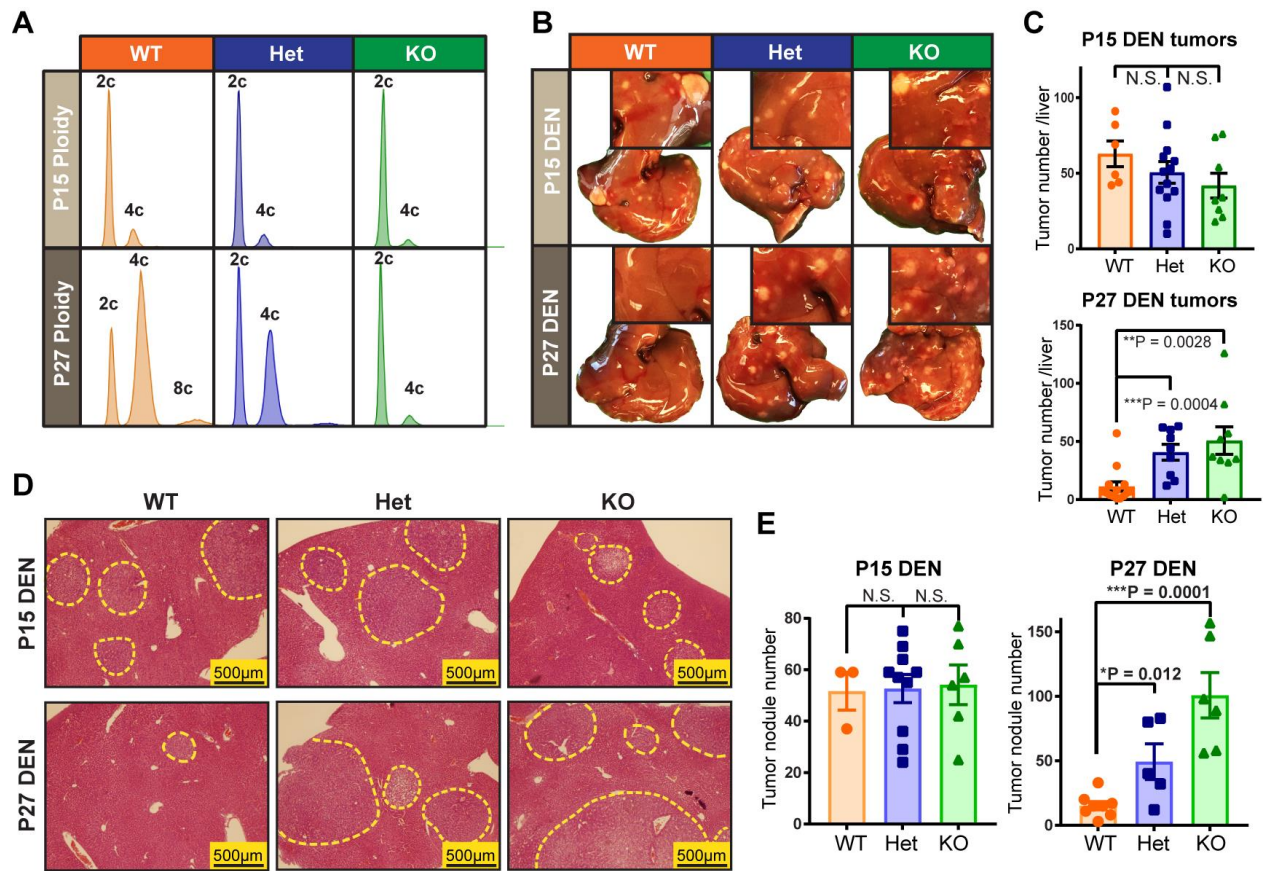 A
WT Het KO
P15 Ploidy
2c 2c 2c
4c 4c 4c
P27 Ploidy
4c 2c 2c
2c 4c
8c 4c
B
WT Het KO
P15 DEN
P27 DEN
C
P15 DEN tumors
N.S. N.S.
Tumor number /liver
100
50
0
WT Het KO
P27 DEN tumors
**P = 0.0028
***P = 0.0004
Tumor number /liver
150
100
50
0
WT Het KO
D
WT Het KO
P15 DEN
500µm 500µm 500µm
P27 DEN
500µm 500µm 500µm
E
P15 DEN
N.S. N.S.
Tumor nodule number
80
60
40
20
0
WT Het KO
P27 DEN
***P = 0.0001
*P = 0.012
Tumor nodule number
150
100
50
0
WT Het KO